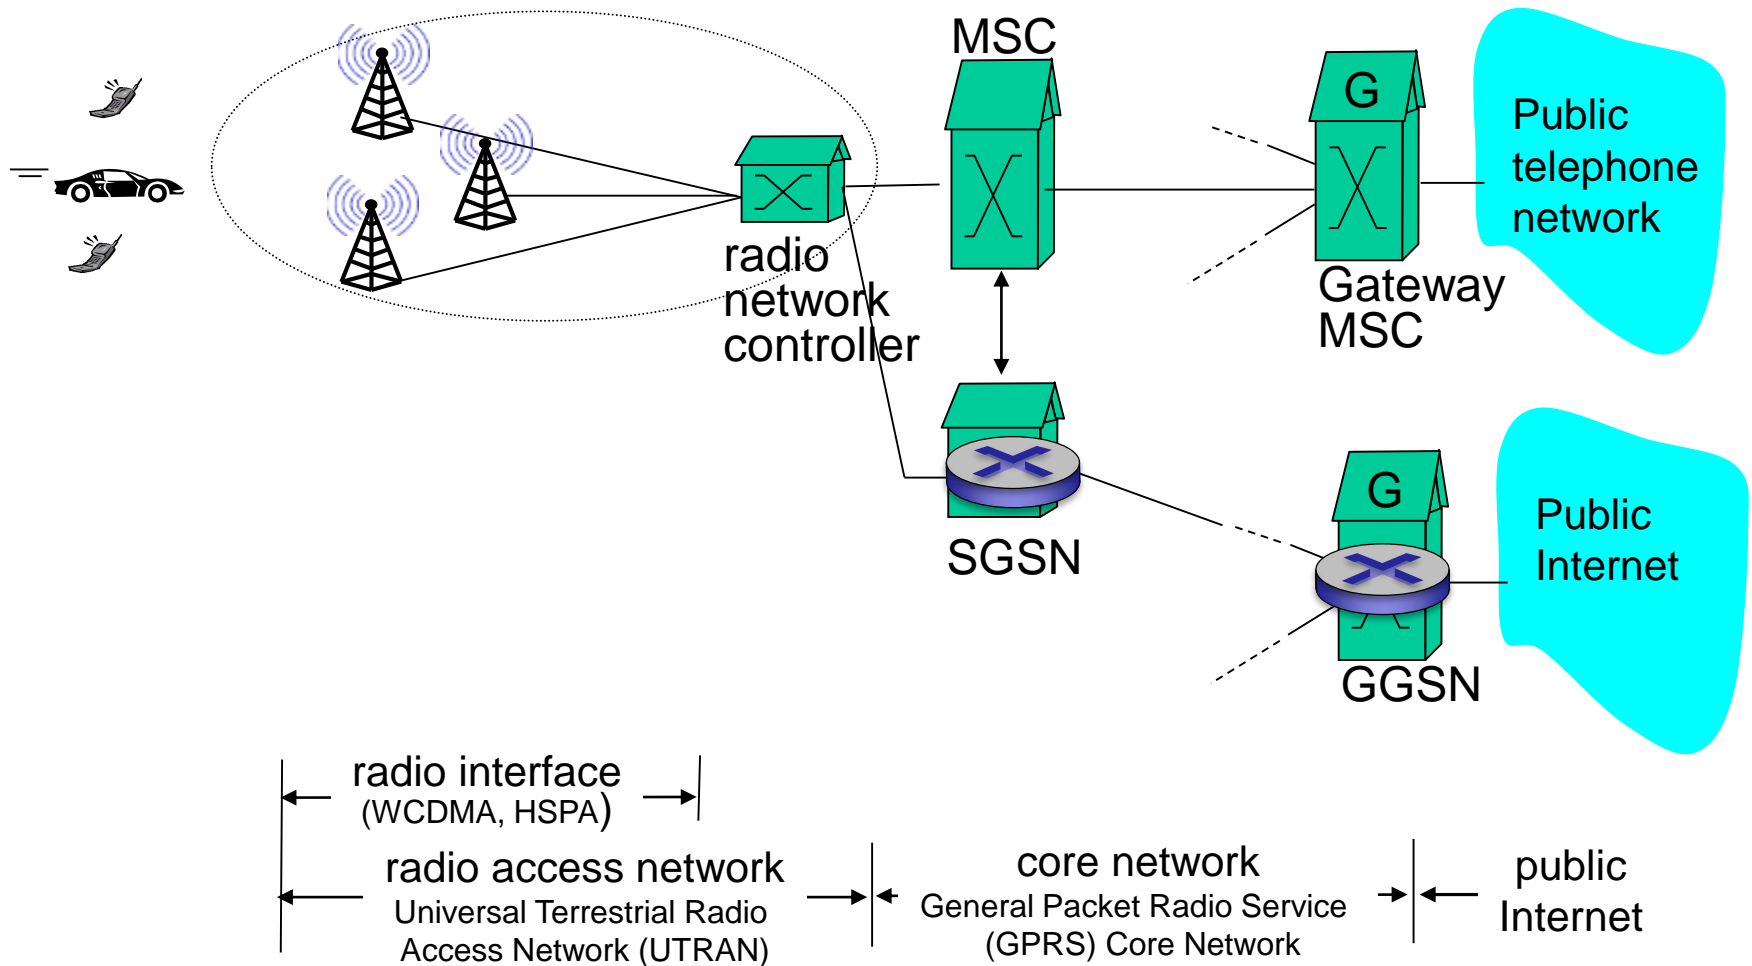 MSC
G
Public
telephone
network
radio
network
controller
Gateway
MSC
G
Public
Internet
SGSN
GGSN
radio interface
(WCDMA, HSPA)
radio access network
Universal Terrestrial Radio
Access Network (UTRAN)
core network
General Packet Radio Service
(GPRS) Core Network
public
Internet